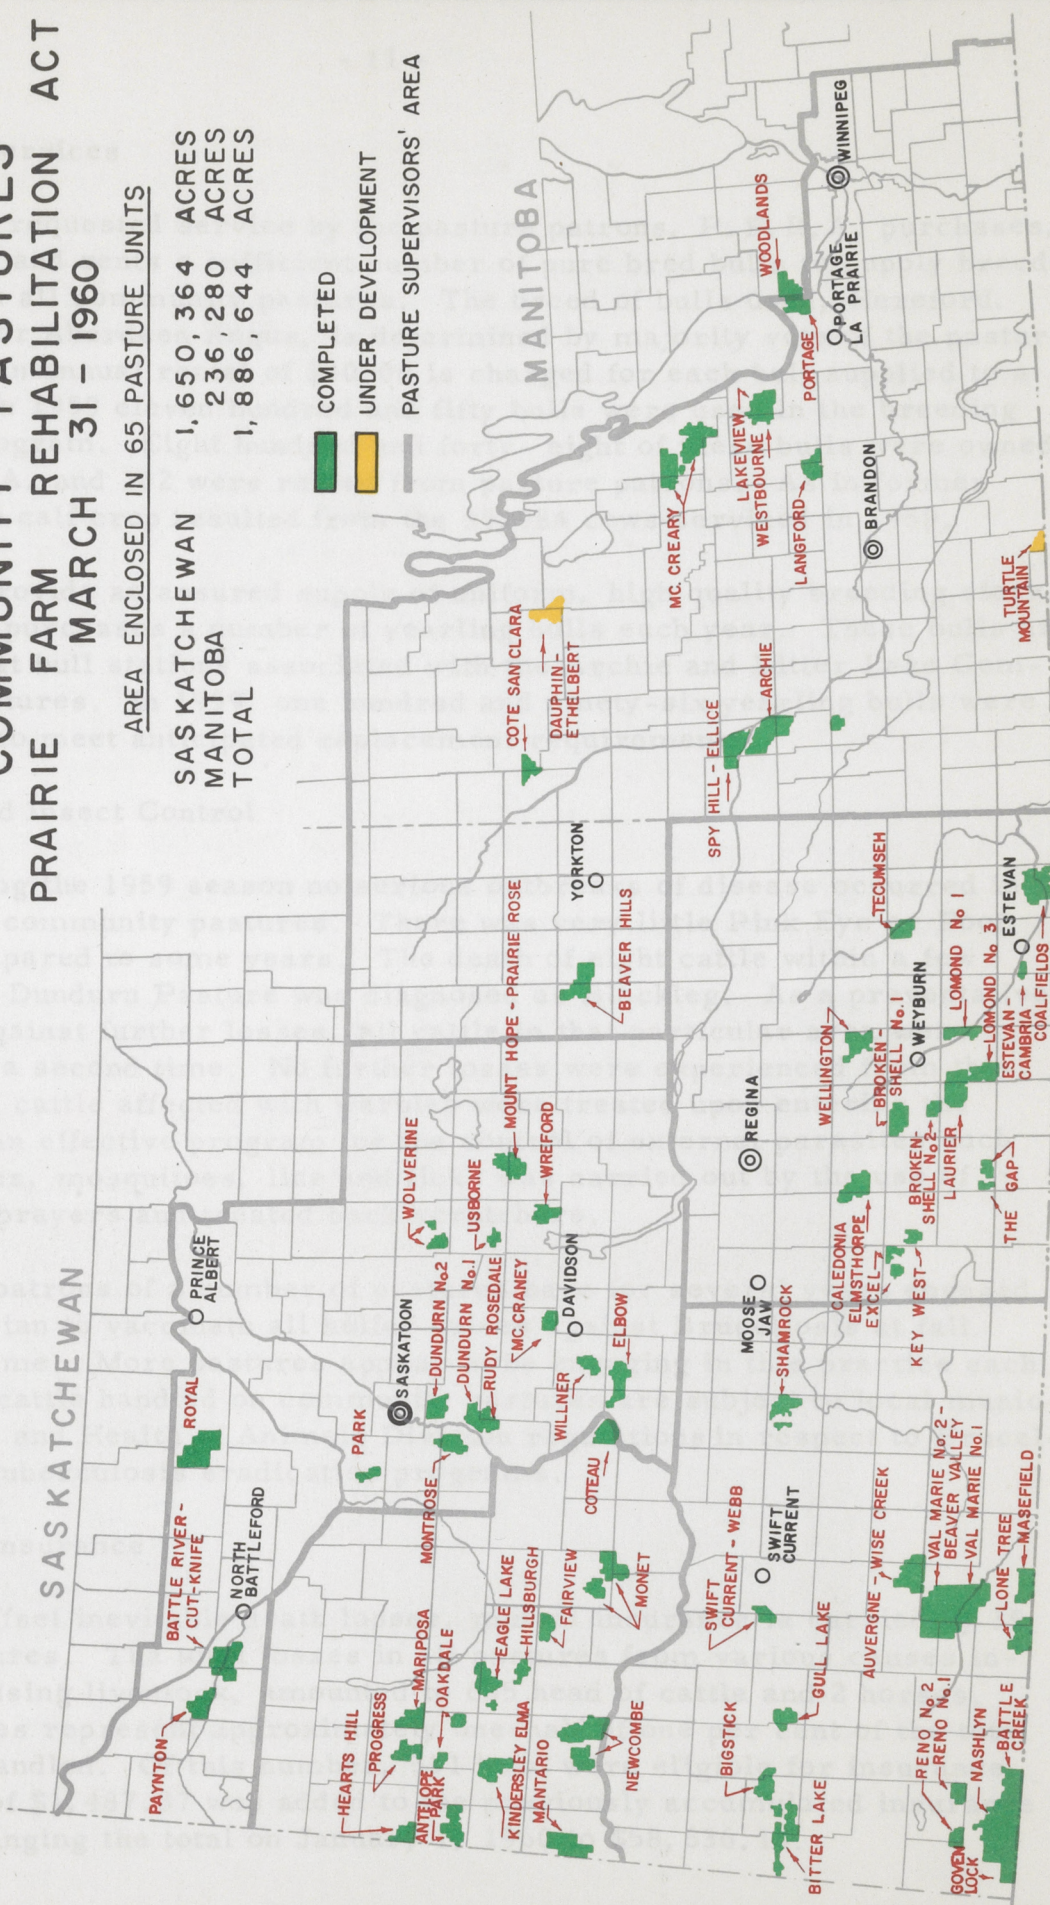 COMMUNITY PASTURES
PRAIRIE FARM REHABLITATION ACT
MARCH 31 1960
AREA ENCLOSED IN 65 PASTURE UNITS
SASKATCHEWAN 1,650,364 ACRES
MANITOBA 236,280 ACRES
TOTAL 1,886,644 ACRES
COMPLETED
UNDER DEVELOPMENT
PASTURE SUPERVISORS' AREA
SASKATCHEWAN
MANITOBA
PAYNTON
BATTLE RIVER-
CUT-KNIFE
NORTH
BATTLEFORD
ROYAL
PRINCE
ALBERT
HEARTS HILL
PROGRESS
MARIPOSA
ANTELOPE
PARK
OAKDALE
MONTROSE
PARK
SASKATOON
DUNDURN No.2
DUNDURN No.1
RUDY ROSEDALE
MC.CRANEY
WOLVERINE
USBORNE
MOUNT HOPE - PRAIRIE ROSE
WREFORD
COTE SAN CLARA
DAUPHIN-
ETHELBERT
YORKTON
BEAVER HILLS
KINDERSLEY ELMA
MANTARIO
EAGLE LAKE
HILLSBURGH
FAIRVIEW
MONET
NEWCOMBE
WILLNER
COTEAU
ELBOW
DAVIDSON
MC. CREARY
LAKEVIEW
WESTBOURNE
LANGFORD
WOODLANDS
PORTAGE
PORTAGE
LA PRAIRIE
WINNIPEG
BRANDON
TURTLE
MOUNTAIN
SPY HILL - ELICE
ARCHIE
REGINA
MOOSE
JAW
SHAMROCK
SWIFT
CURRENT - WEBB
SWIFT
CURRENT
BIGSTICK
BITTER LAKE
GULL LAKE
AUVERGNE - WISE CREEK
CALEDONIA
ELMSTHORPE
EXCEL
KEY WEST
WELLINGTON
TECUMSEH
BROKEN-
SHELL No.1
WEYBURN
BROKEN
SHELL No.2
LAURIER
LOMOND No 1
LOMOND No. 3
ESTEVAN
ESTEVAN -
CAMBRIA
COALFIELDS
THE GAP
VAL MARIE No.2-
BEAVER VALLEY
VAL MARIE No.1
LONE TREE
MASEFIELD
RENO No.2
RENO No.1
NASHLYN
BATTLE
CREEK
GOVEN
LOCK